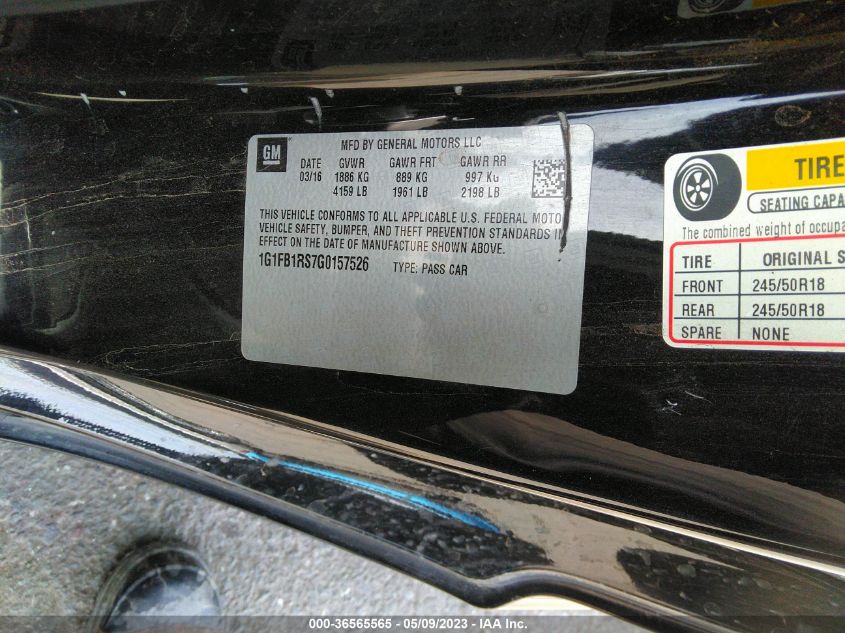 GM
MFD BY GENERAL MOTORS LLC
DATE GVWR GAWR FRT GAWR RR
03/16 1886 KG 889 KG 997 KG
4159 LB 1961 LB 2198 LB
THIS VEHICLE CONFORMS TO ALL APPLICABLE U.S. FEDERAL MOTO
VEHICLE SAFETY, BUMPER, AND THEFT PREVENTION STANDARDS IN
EFFECT ON THE DATE OF MANUFACTURE SHOWN ABOVE.
1G1FB1RS7G0157526 TYPE: PASS CAR
TIRE
SEATING CAPA
The combined weight of occupa
TIRE ORIGINAL S
FRONT 245/50R18
REAR 245/50R18
SPARE NONE
000-36565565 - 05/09/2023 - © IAA Inc.